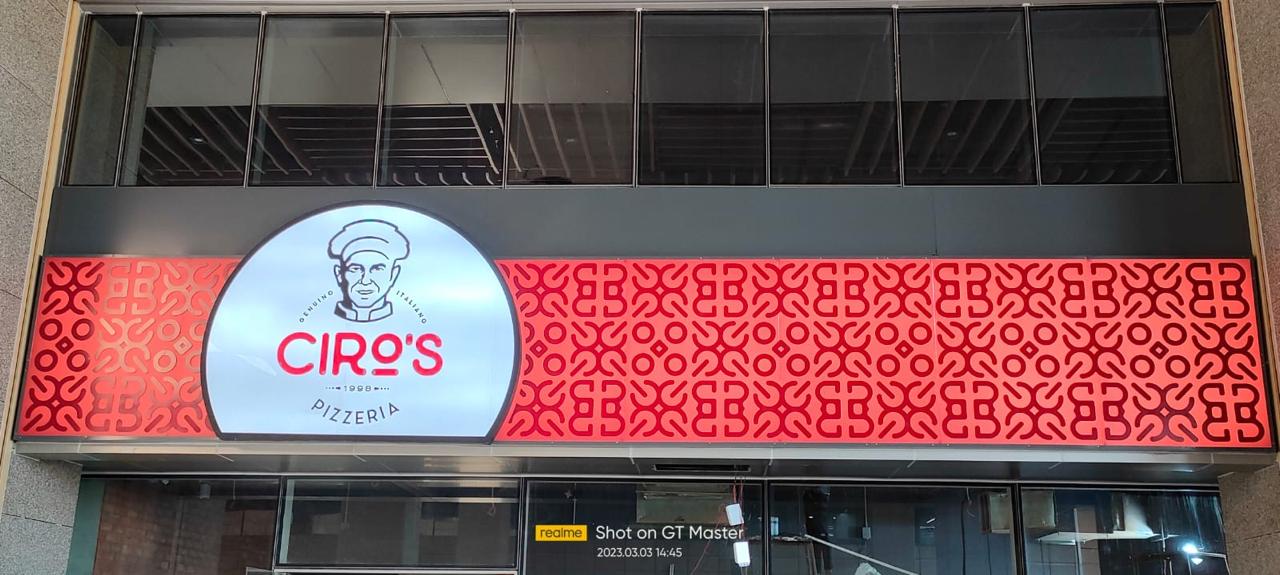 GENUINO ITALIANO
CIRO'S
1998
PIZZERIA
realme Shot on GT Master
2023.03.03 14:45